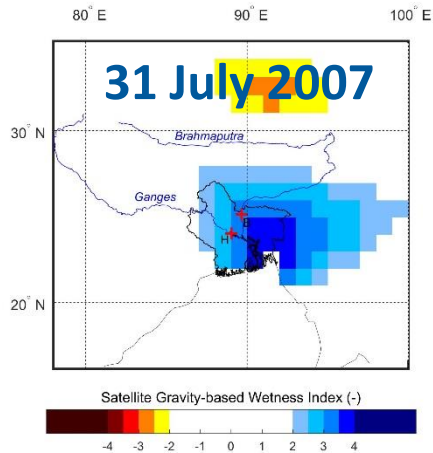 80° E 90° E 100° E
31 July 2007
30° N
Brahmaputra
Ganges
B
H
20° N
Satellite Gravity-based Wetness Index (-)
-4 -3 -2 -1 0 1 2 3 4